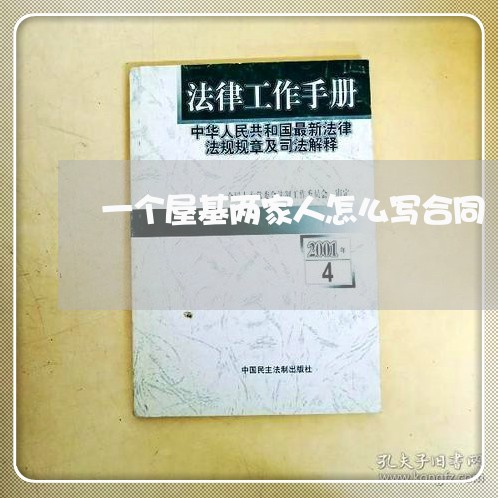 法律工作手册
中华人民共和国最新法律
法规规章及司法解释
一个屋基两家人怎么写合同
2001年
4
中国民主法制出版社
孔夫子旧书网